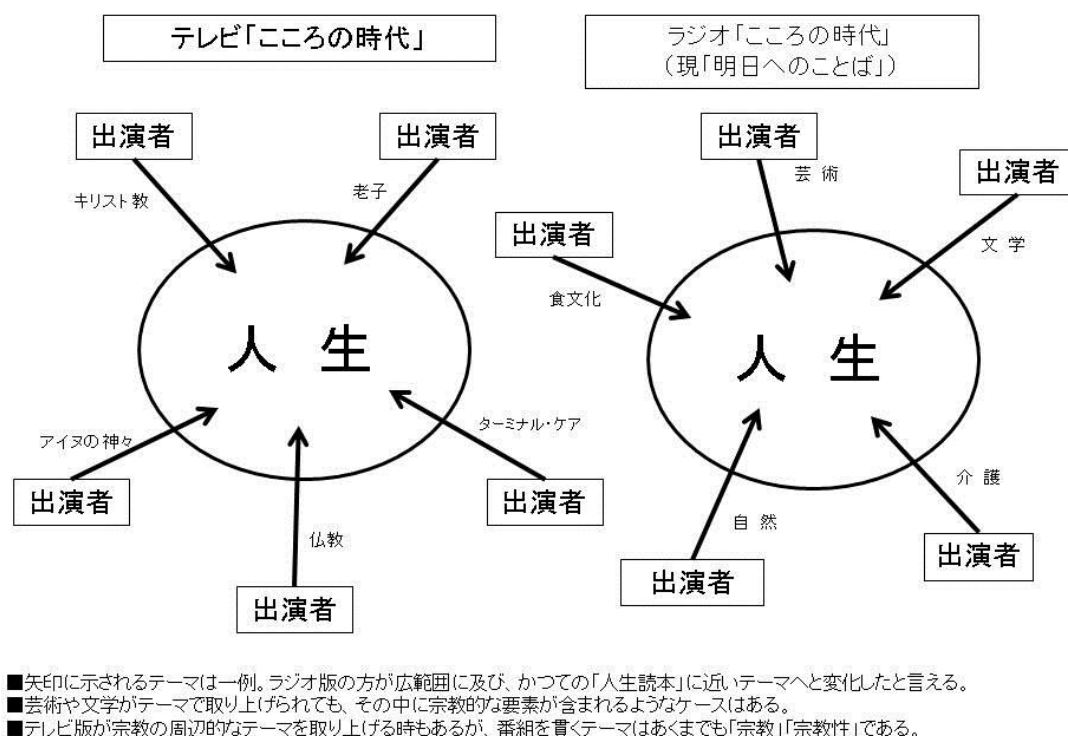 テレビ「こころの時代」
ラジオ「こころの時代」
(現「明日へのことば」)
出演者
出演者
キリスト教
老子
人 生
アイヌの神々
ターミナル・ケア
出演者
出演者
仏教
出演者
出演者
芸 術
出演者
文 学
出演者
食文化
人 生
介 護
自 然
出演者
出演者
■矢印に示されるテーマは一例。ラジオ版の方が広範囲に及び、かつての「人生読本」に近いテーマへと変化したと言える。
■芸術や文学がテーマで取り上げられても、その中に宗教的な要素が含まれるようなケースはある。
■テレビ版が宗教の周辺的なテーマを取り上げる時もあるが、番組を貫くテーマはあくまでも「宗教」「宗教性」である。